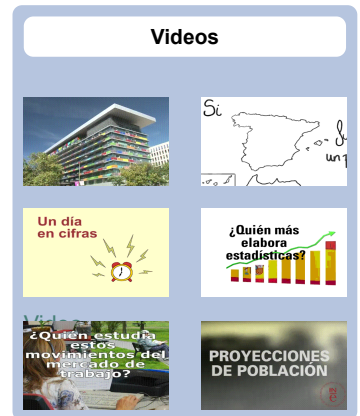 Videos
Si
un
Un día
en cifras
¿Quién más
elabora
estadísticas?
¿Quién estudia
estos
movimientos del
mercado de
trabajo?
PROYECCIONES
DE POBLACIÓN